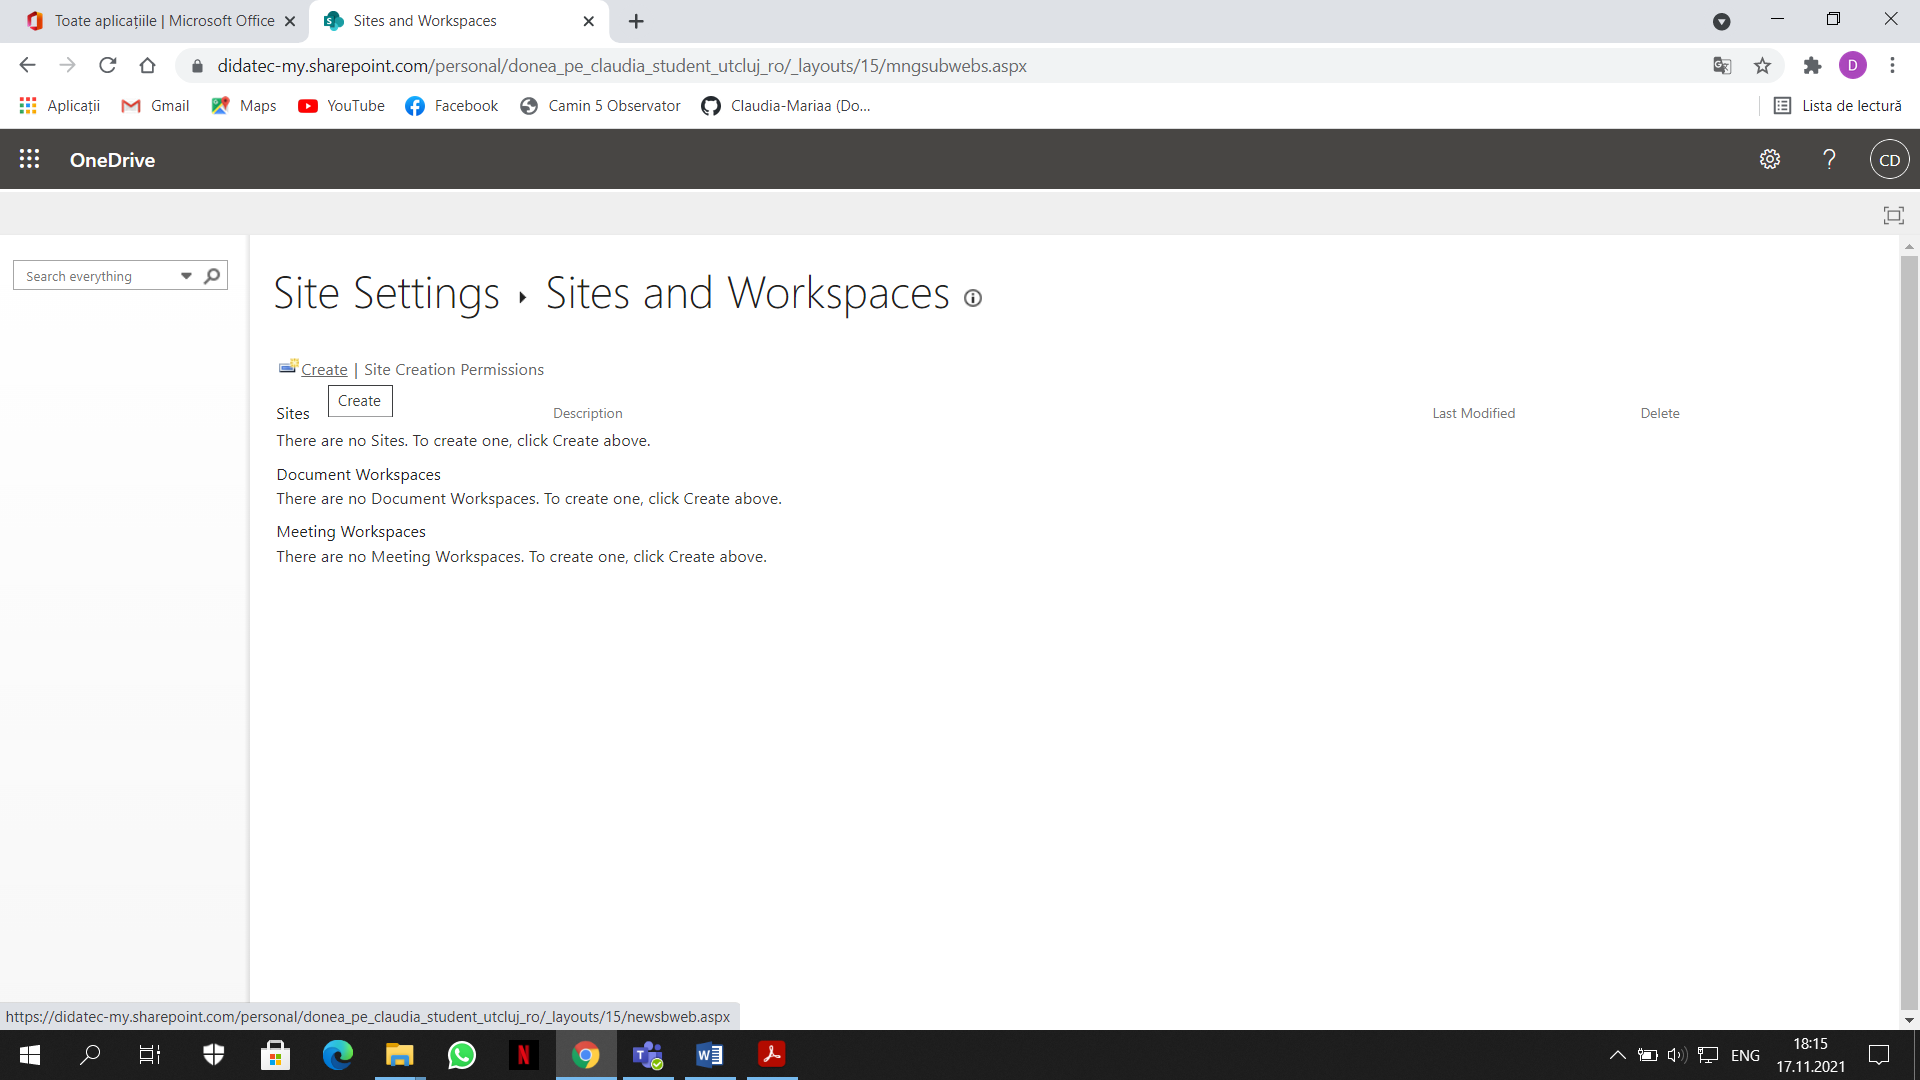 Toate aplicațiile | Microsoft Office
Sites and Workspaces
didatec-my.sharepoint.com/personal/donea_pe_claudia_student_utcluj_ro/_layouts/15/mngsubwebs.aspx
D
Aplicații
Gmail
Maps
YouTube
Facebook
Camin 5 Observator
Claudia-Mariaa (Do...
Lista de lectură
OneDrive
CD
Search everything
Site Settings
Sites and Workspaces
Create | Site Creation Permissions
Create
Sites
Description
Last Modified
Delete
There are no Sites. To create one, click Create above.
Document Workspaces
There are no Document Workspaces. To create one, click Create above.
Meeting Workspaces
There are no Meeting Workspaces. To create one, click Create above.
https://didatec-my.sharepoint.com/personal/donea_pe_claudia_student_utcluj_ro/_layouts/15/newsbweb.aspx
ENG
18:15
17.11.2021